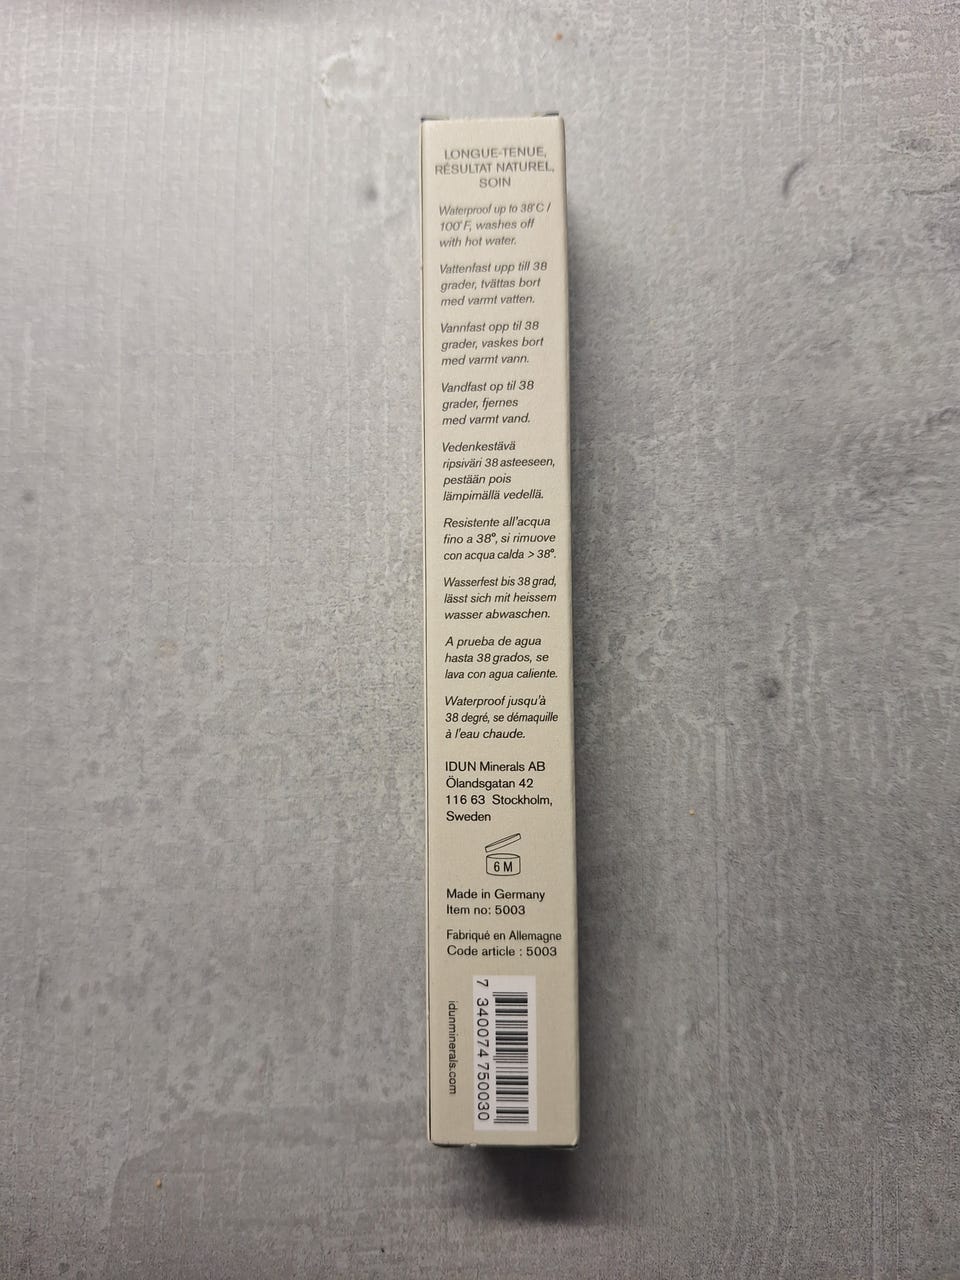 LONGUE-TENUE,
RÉSULTAT NATUREL,
SOIN
Waterproof up to 38°C /
100°F, washes off
with hot water.
Vattenfast upp till 38
grader, tvättas bort
med varmt vatten.
Vannfast opp til 38
grader, vaskes bort
med varmt vann.
Vandfast op til 38
grader, fjernes
med varmt vand.
Vedenkestävä
ripsiväri 38 asteeseen,
pestään pois
lämpimällä vedellä.
Resistente all'acqua
fino a 38°, si rimuove
con acqua calda > 38°.
Wasserfest bis 38 grad,
lässt sich mit heissem
wasser abwaschen.
A prueba de agua
hasta 38 grados, se
lava con agua caliente.
Waterproof jusqu'à
38 degré, se démaquille
à l'eau chaude.
IDUN Minerals AB
Ölandsgatan 42
116 63 Stockholm,
Sweden
6 M
Made in Germany
Item no: 5003
Fabriqué en Allemagne
Code article : 5003
7 340074 750030
idunminerals.com